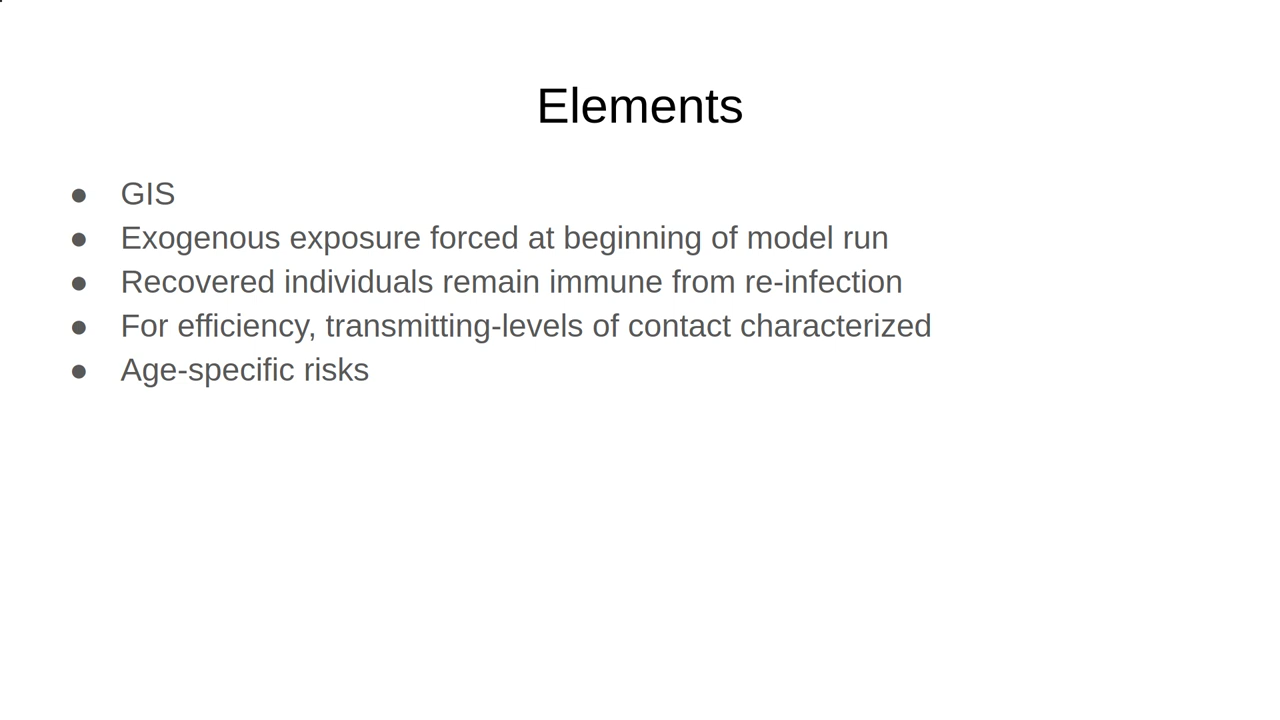 Elements
● GIS
● Exogenous exposure forced at beginning of model run
● Recovered individuals remain immune from re-infection
● For efficiency, transmitting-levels of contact characterized
● Age-specific risks